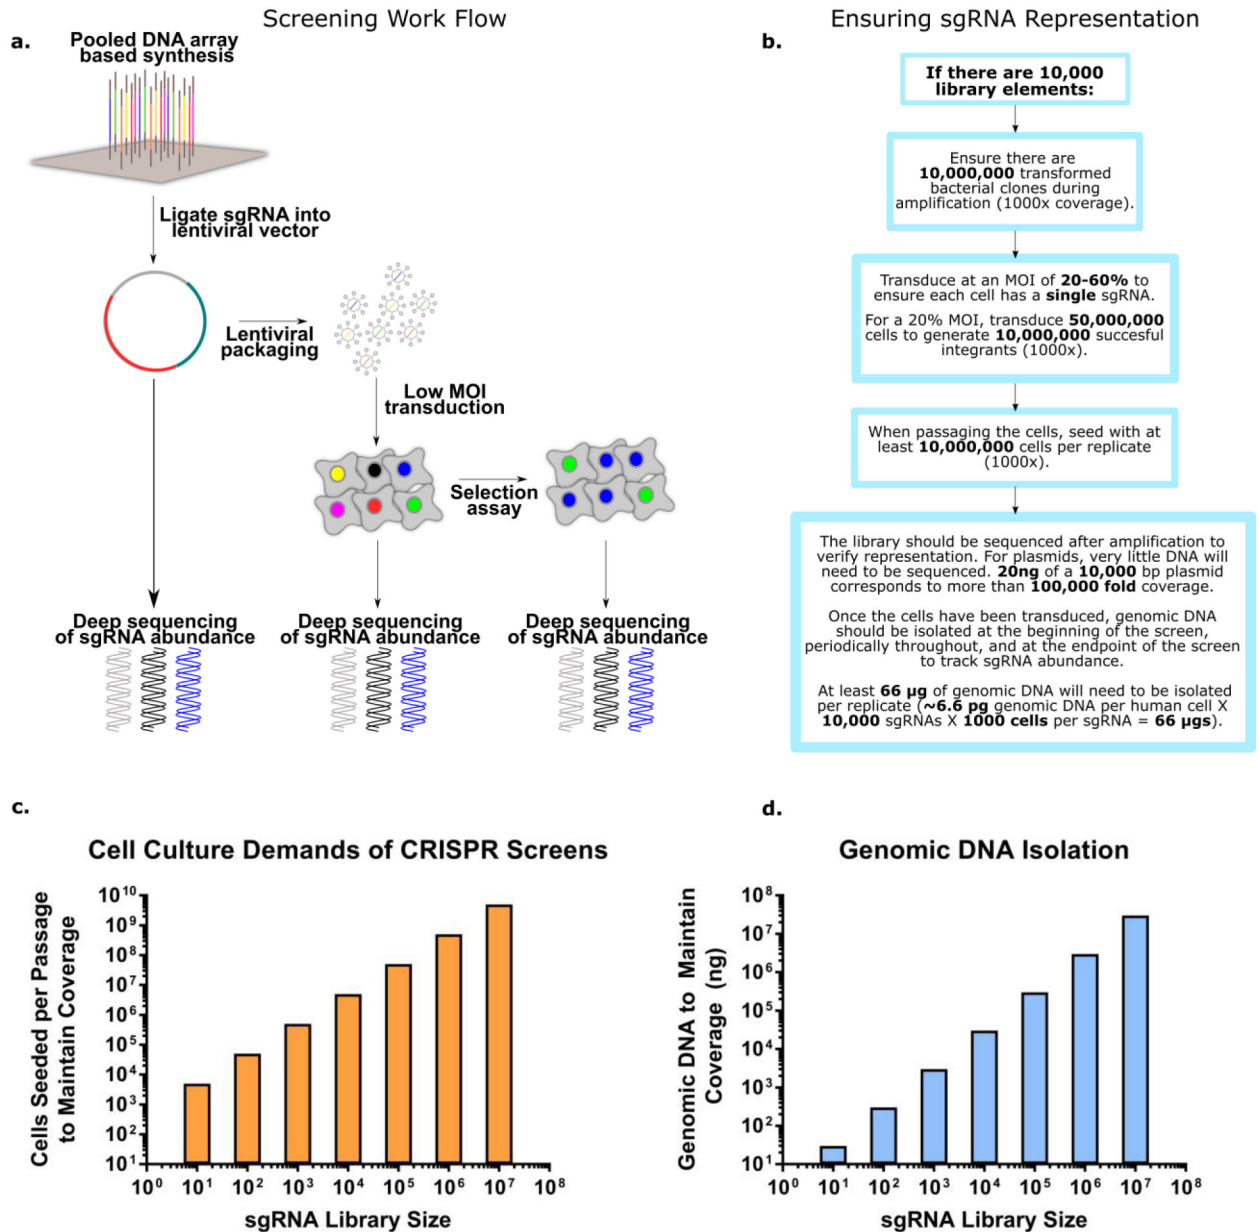 Screening Work Flow
a.
Pooled DNA array
based synthesis
Ligate sgRNA into
lentiviral vector
Lentiviral
packaging
Low MOI
transduction
Selection
assay
Deep sequencing
of sgRNA abundance
Deep sequencing
of sgRNA abundance
Deep sequencing
of sgRNA abundance
Ensuring sgRNA Representation
b.
If there are 10,000
library elements:
Ensure there are
10,000,000 transformed
bacterial clones during
amplification (1000x coverage).
Transduce at an MOI of 20-60% to
ensure each cell has a single sgRNA.
For a 20% MOI, transduce 50,000,000
cells to generate 10,000,000 succesful
integrants (1000x).
When passaging the cells, seed with at
least 10,000,000 cells per replicate
(1000x).
The library should be sequenced after amplification to
verify representation. For plasmids, very little DNA will
need to be sequenced. 20ng of a 10,000 bp plasmid
corresponds to more than 100,000 fold coverage.
Once the cells have been transduced, genomic DNA
should be isolated at the beginning of the screen,
periodically throughout, and at the endpoint of the screen
to track sgRNA abundance.
At least 66 µg of genomic DNA will need to be isolated
per replicate (~6.6 pg genomic DNA per human cell X
10,000 sgRNAs X 1000 cells per sgRNA = 66 µgs).
c.
Cell Culture Demands of CRISPR Screens
Cells Seeded per Passage
to Maintain Coverage
10¹⁰
10⁹
10⁸
10⁷
10⁶
10⁵
10⁴
10³
10²
10¹
10⁰ 10¹ 10² 10³ 10⁴ 10⁵ 10⁶ 10⁷ 10⁸
sgRNA Library Size
d.
Genomic DNA Isolation
Genomic DNA to Maintain
Coverage (ng)
10⁸
10⁷
10⁶
10⁵
10⁴
10³
10²
10¹
10⁰ 10¹ 10² 10³ 10⁴ 10⁵ 10⁶ 10⁷ 10⁸
sgRNA Library Size